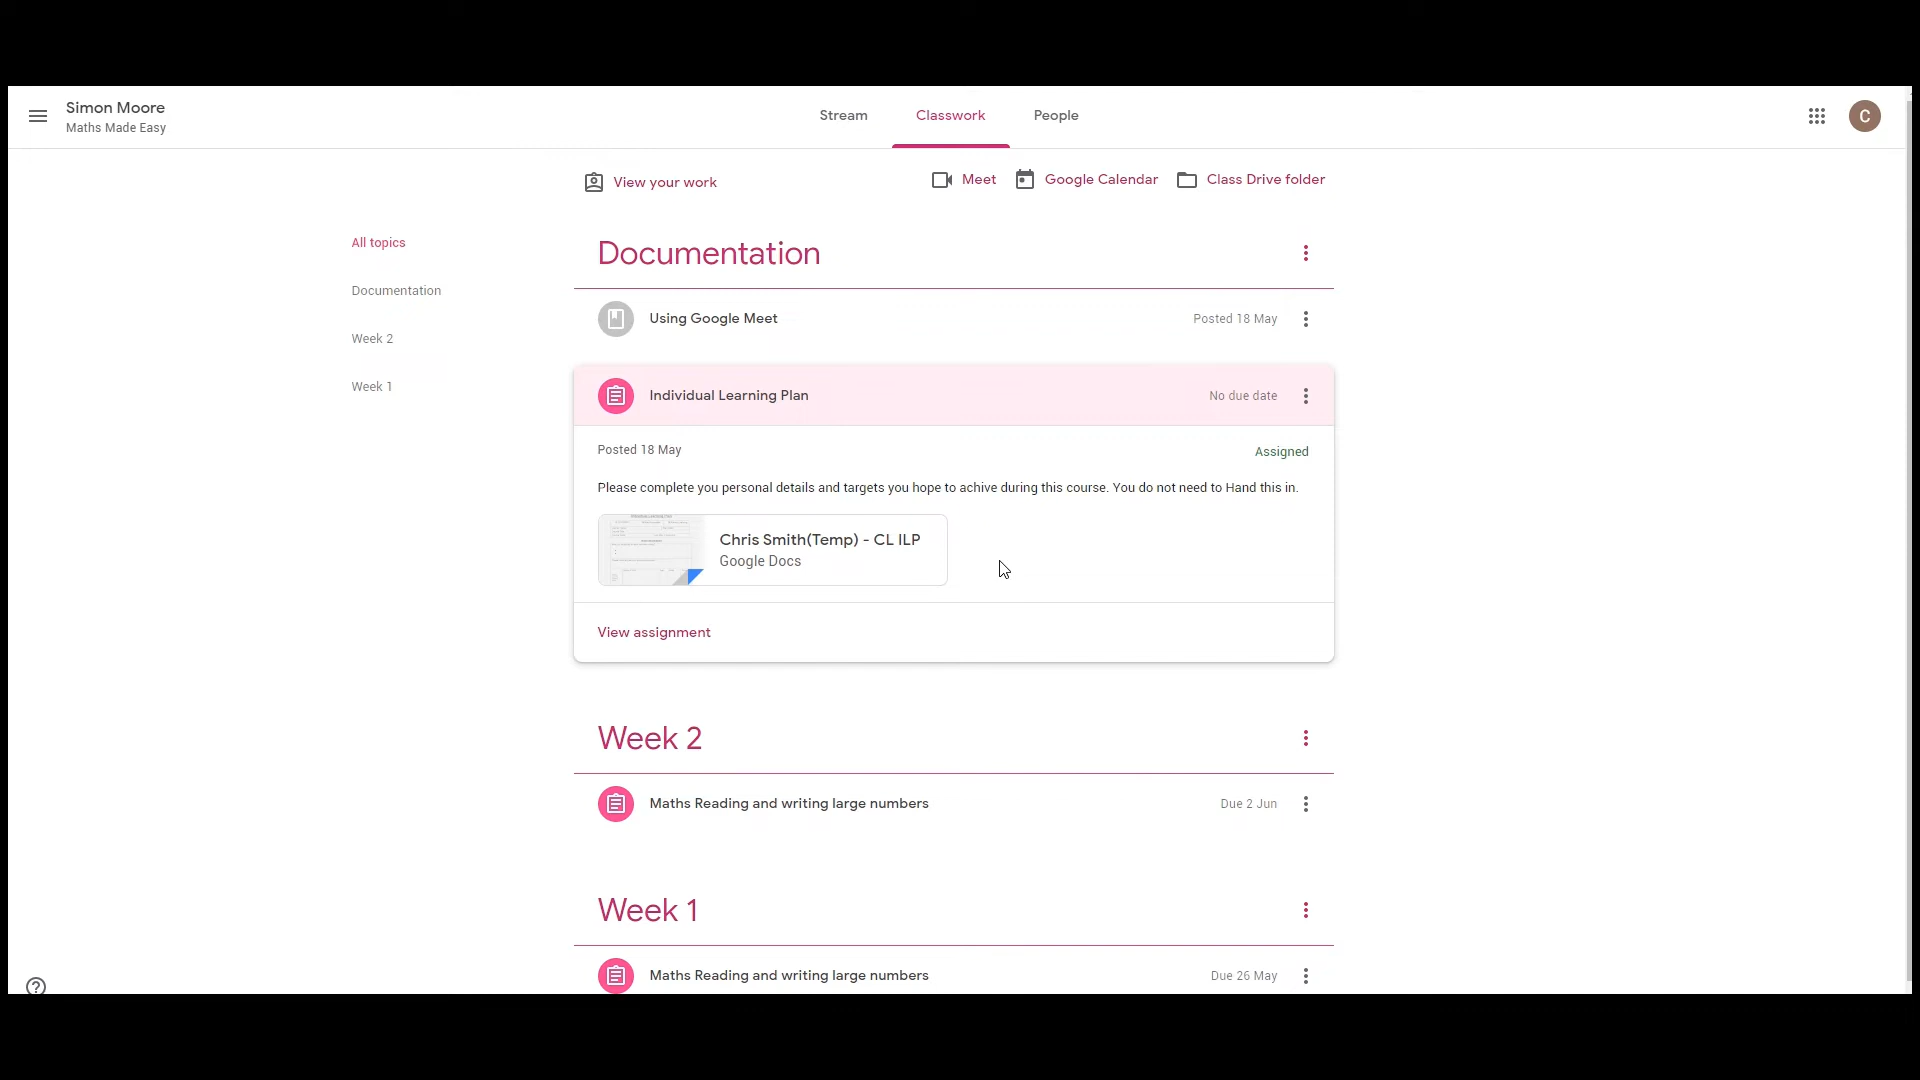 Simon Moore
Maths Made Easy
Stream
Classwork
People
C
View your work
Meet
Google Calendar
Class Drive folder
All topics
Documentation
Week 2
Week 1
Documentation
Using Google Meet
Posted 18 May
Individual Learning Plan
No due date
Posted 18 May
Assigned
Please complete you personal details and targets you hope to achive during this course. You do not need to Hand this in.
Chris Smith(Temp) - CL ILP
Google Docs
View assignment
Week 2
Maths Reading and writing large numbers
Due 2 Jun
Week 1
Maths Reading and writing large numbers
Due 26 May